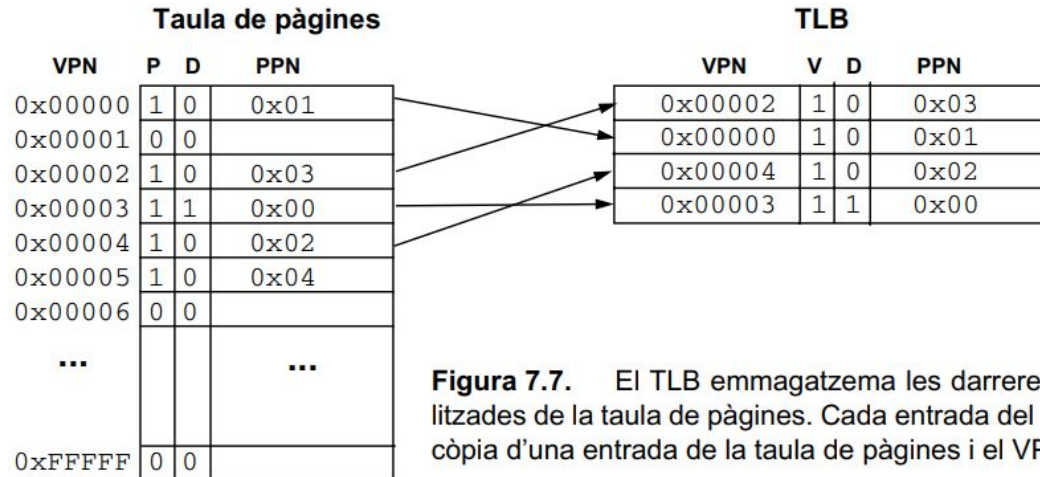 Taula de pàgines
VPN P D PPN
0x00000 1 0 0x01
0x00001 0 0
0x00002 1 0 0x03
0x00003 1 1 0x00
0x00004 1 0 0x02
0x00005 1 0 0x04
0x00006 0 0
... ...
0xFFFFF 0 0
TLB
VPN V D PPN
0x00002 1 0 0x03
0x00000 1 0 0x01
0x00004 1 0 0x02
0x00003 1 1 0x00
Figura 7.7. El TLB emmagatzema les darrere
litzades de la taula de pàgines. Cada entrada del
còpia d'una entrada de la taula de pàgines i el